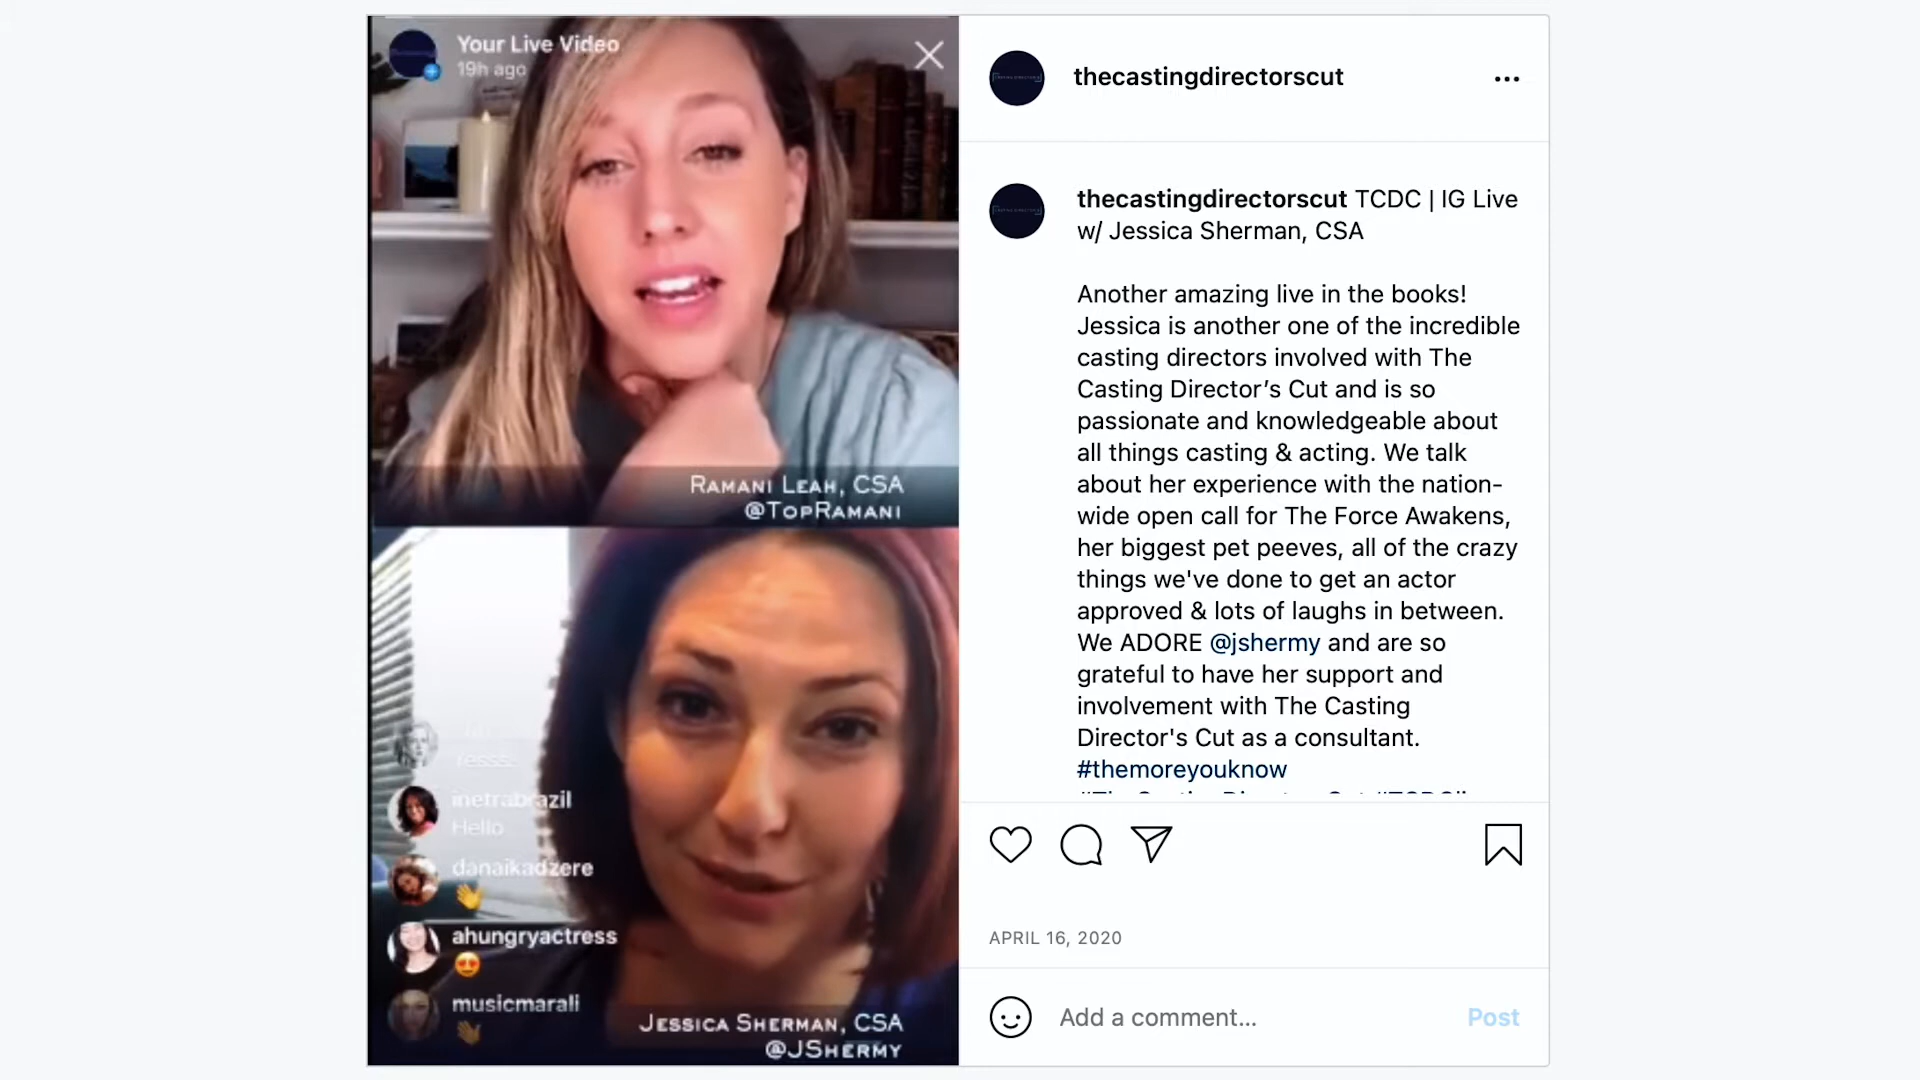 Your Live Video
19h ago
RAMANI LEAH, CSA
@TOPRAMANI
resss.
inetrabrazil
Hello
danaikadzere
👋
ahungryactress
😍
musicmarali
👋
JESSICA SHERMAN, CSA
@JSHERMY
thecastingdirectorscut
thecastingdirectorscut TCDC | IG Live
w/ Jessica Sherman, CSA
Another amazing live in the books!
Jessica is another one of the incredible
casting directors involved with The
Casting Director’s Cut and is so
passionate and knowledgeable about
all things casting & acting. We talk
about her experience with the nation-
wide open call for The Force Awakens,
her biggest pet peeves, all of the crazy
things we've done to get an actor
approved & lots of laughs in between.
We ADORE @jshermy and are so
grateful to have her support and
involvement with The Casting
Director's Cut as a consultant.
#themoreyouknow
APRIL 16, 2020
Add a comment...
Post